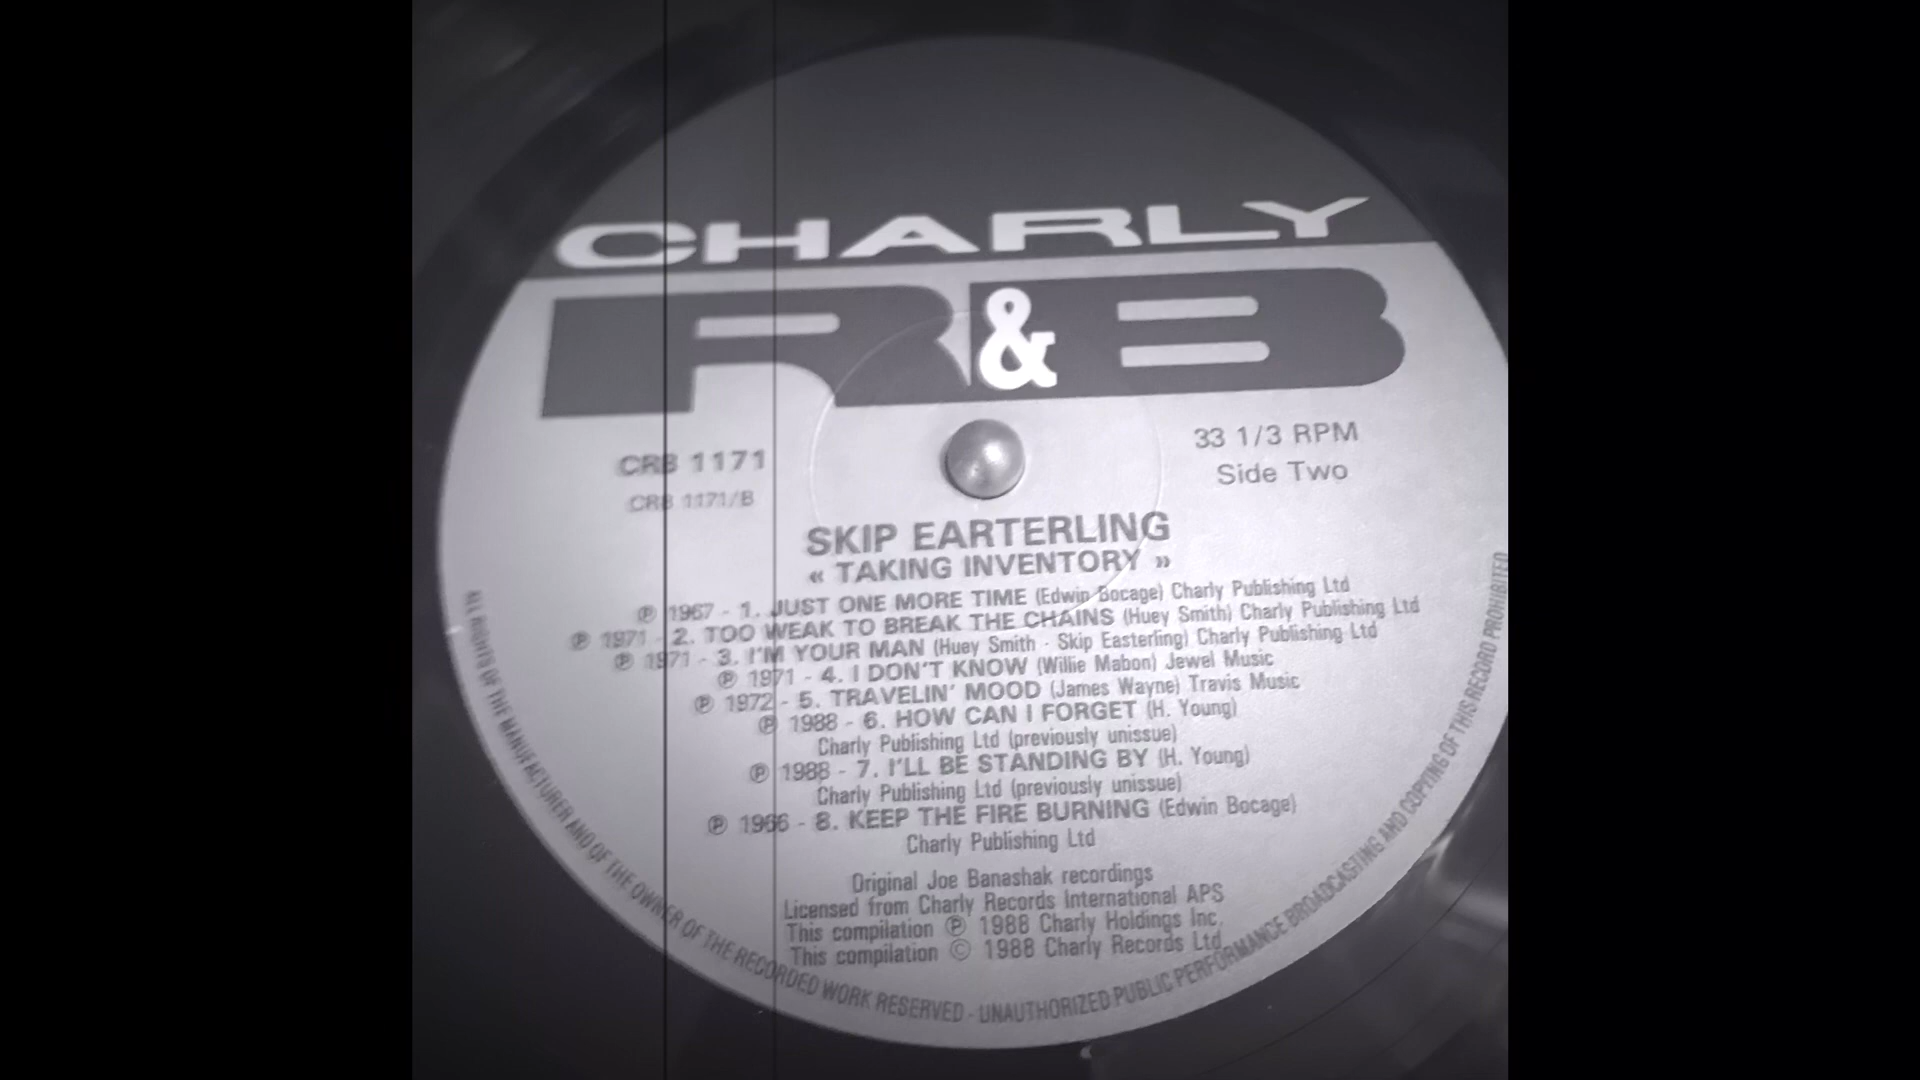 CHARLY
R&B
CRB 1171
33 1/3 RPM
CRB 1171/B
Side Two
SKIP EARTERLING
« TAKING INVENTORY »
℗ 1967 - 1. JUST ONE MORE TIME (Edwin Bocage) Charly Publishing Ltd
℗ 1971 - 2. TOO WEAK TO BREAK THE CHAINS (Huey Smith) Charly Publishing Ltd
℗ 1971 - 3. I'M YOUR MAN (Huey Smith - Skip Easterling) Charly Publishing Ltd
℗ 1971 - 4. I DON'T KNOW (Willie Mabon) Jewel Music
℗ 1972 - 5. TRAVELIN' MOOD (James Wayne) Travis Music
℗ 1988 - 6. HOW CAN I FORGET (H. Young)
Charly Publishing Ltd (previously unissue)
℗ 1988 - 7. I'LL BE STANDING BY (H. Young)
Charly Publishing Ltd (previously unissue)
℗ 1966 - 8. KEEP THE FIRE BURNING (Edwin Bocage)
Charly Publishing Ltd
Original Joe Banashak recordings
Licensed from Charly Records International APS
This compilation ℗ 1988 Charly Holdings Inc.
This compilation © 1988 Charly Records Ltd
ALL RIGHTS OF THE MANUFACTURER AND OF THE OWNER OF THE RECORDED WORK RESERVED - UNAUTHORIZED PUBLIC PERFORMANCE BROADCASTING AND COPYING OF THIS RECORD PROHIBITED